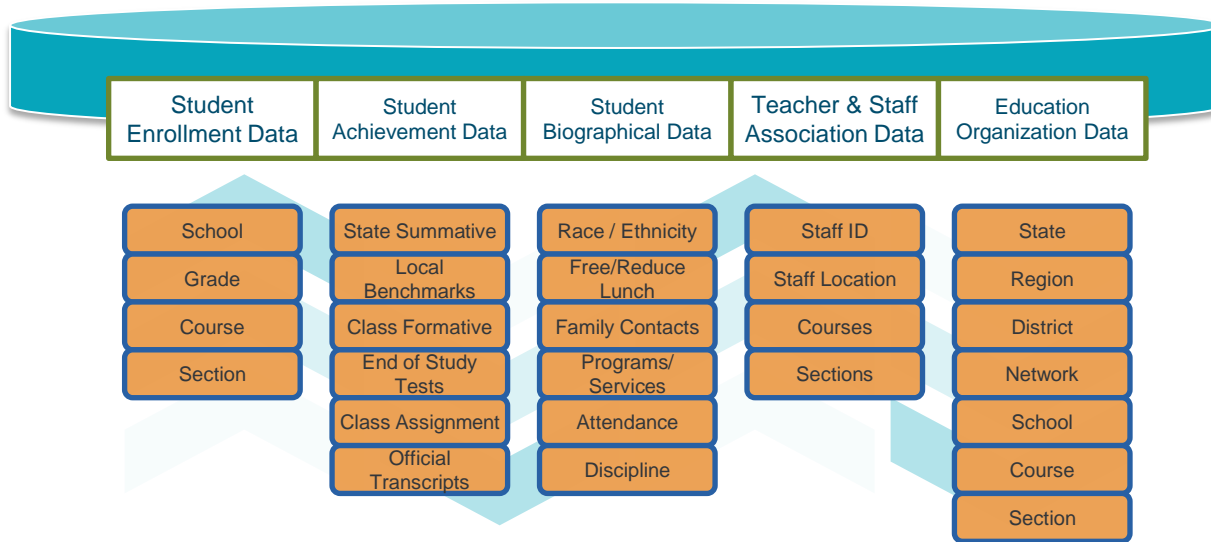 Student
Enrollment Data
Student
Achievement Data
Student
Biographical Data
Teacher & Staff
Association Data
Education
Organization Data
School
Grade
Course
Section
State Summative
Local
Benchmarks
Class Formative
End of Study
Tests
Class Assignment
Official
Transcripts
Race / Ethnicity
Free/Reduce
Lunch
Family Contacts
Programs/
Services
Attendance
Discipline
Staff ID
Staff Location
Courses
Sections
State
Region
District
Network
School
Course
Section